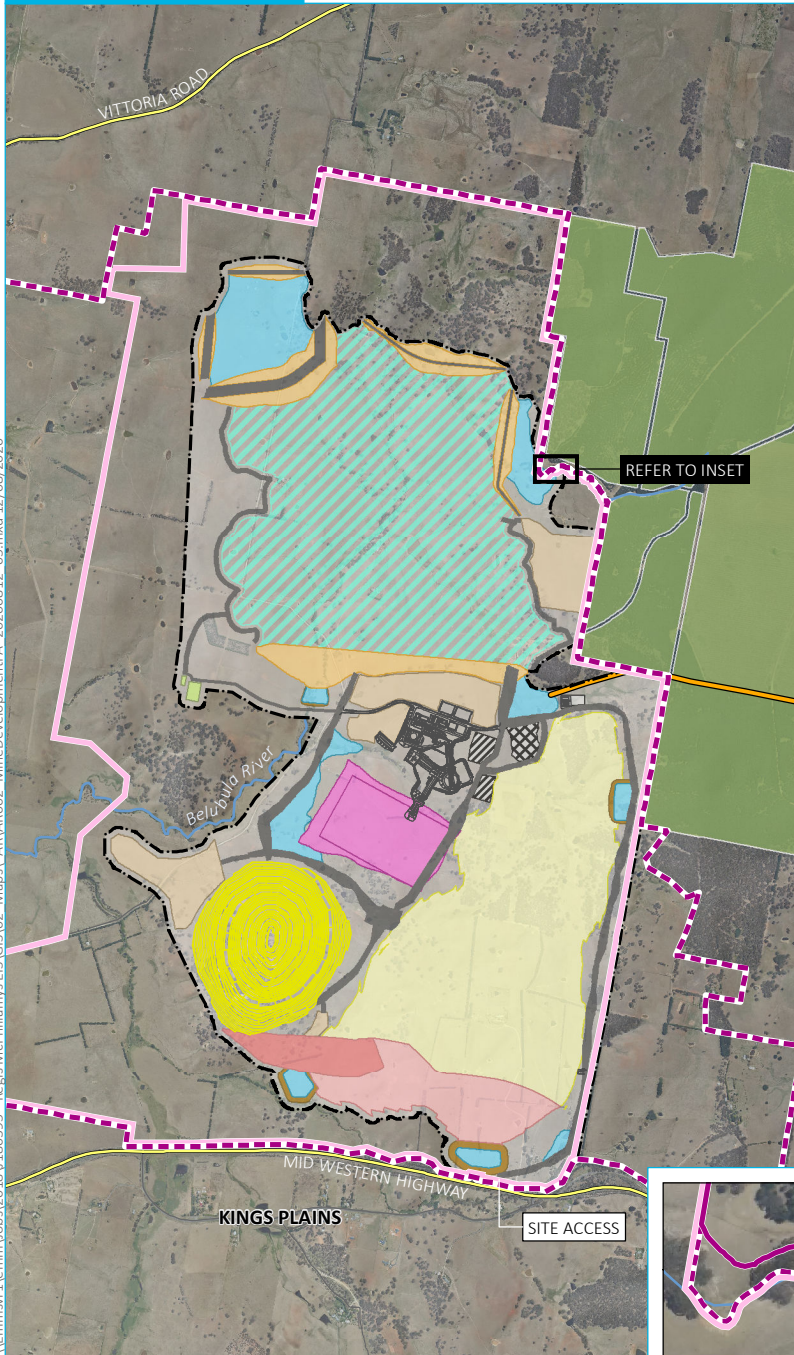 VITTORIA ROAD
REFER TO INSET
Belubula River
MID WESTERN HIGHWAY
KINGS PLAINS
SITE ACCESS